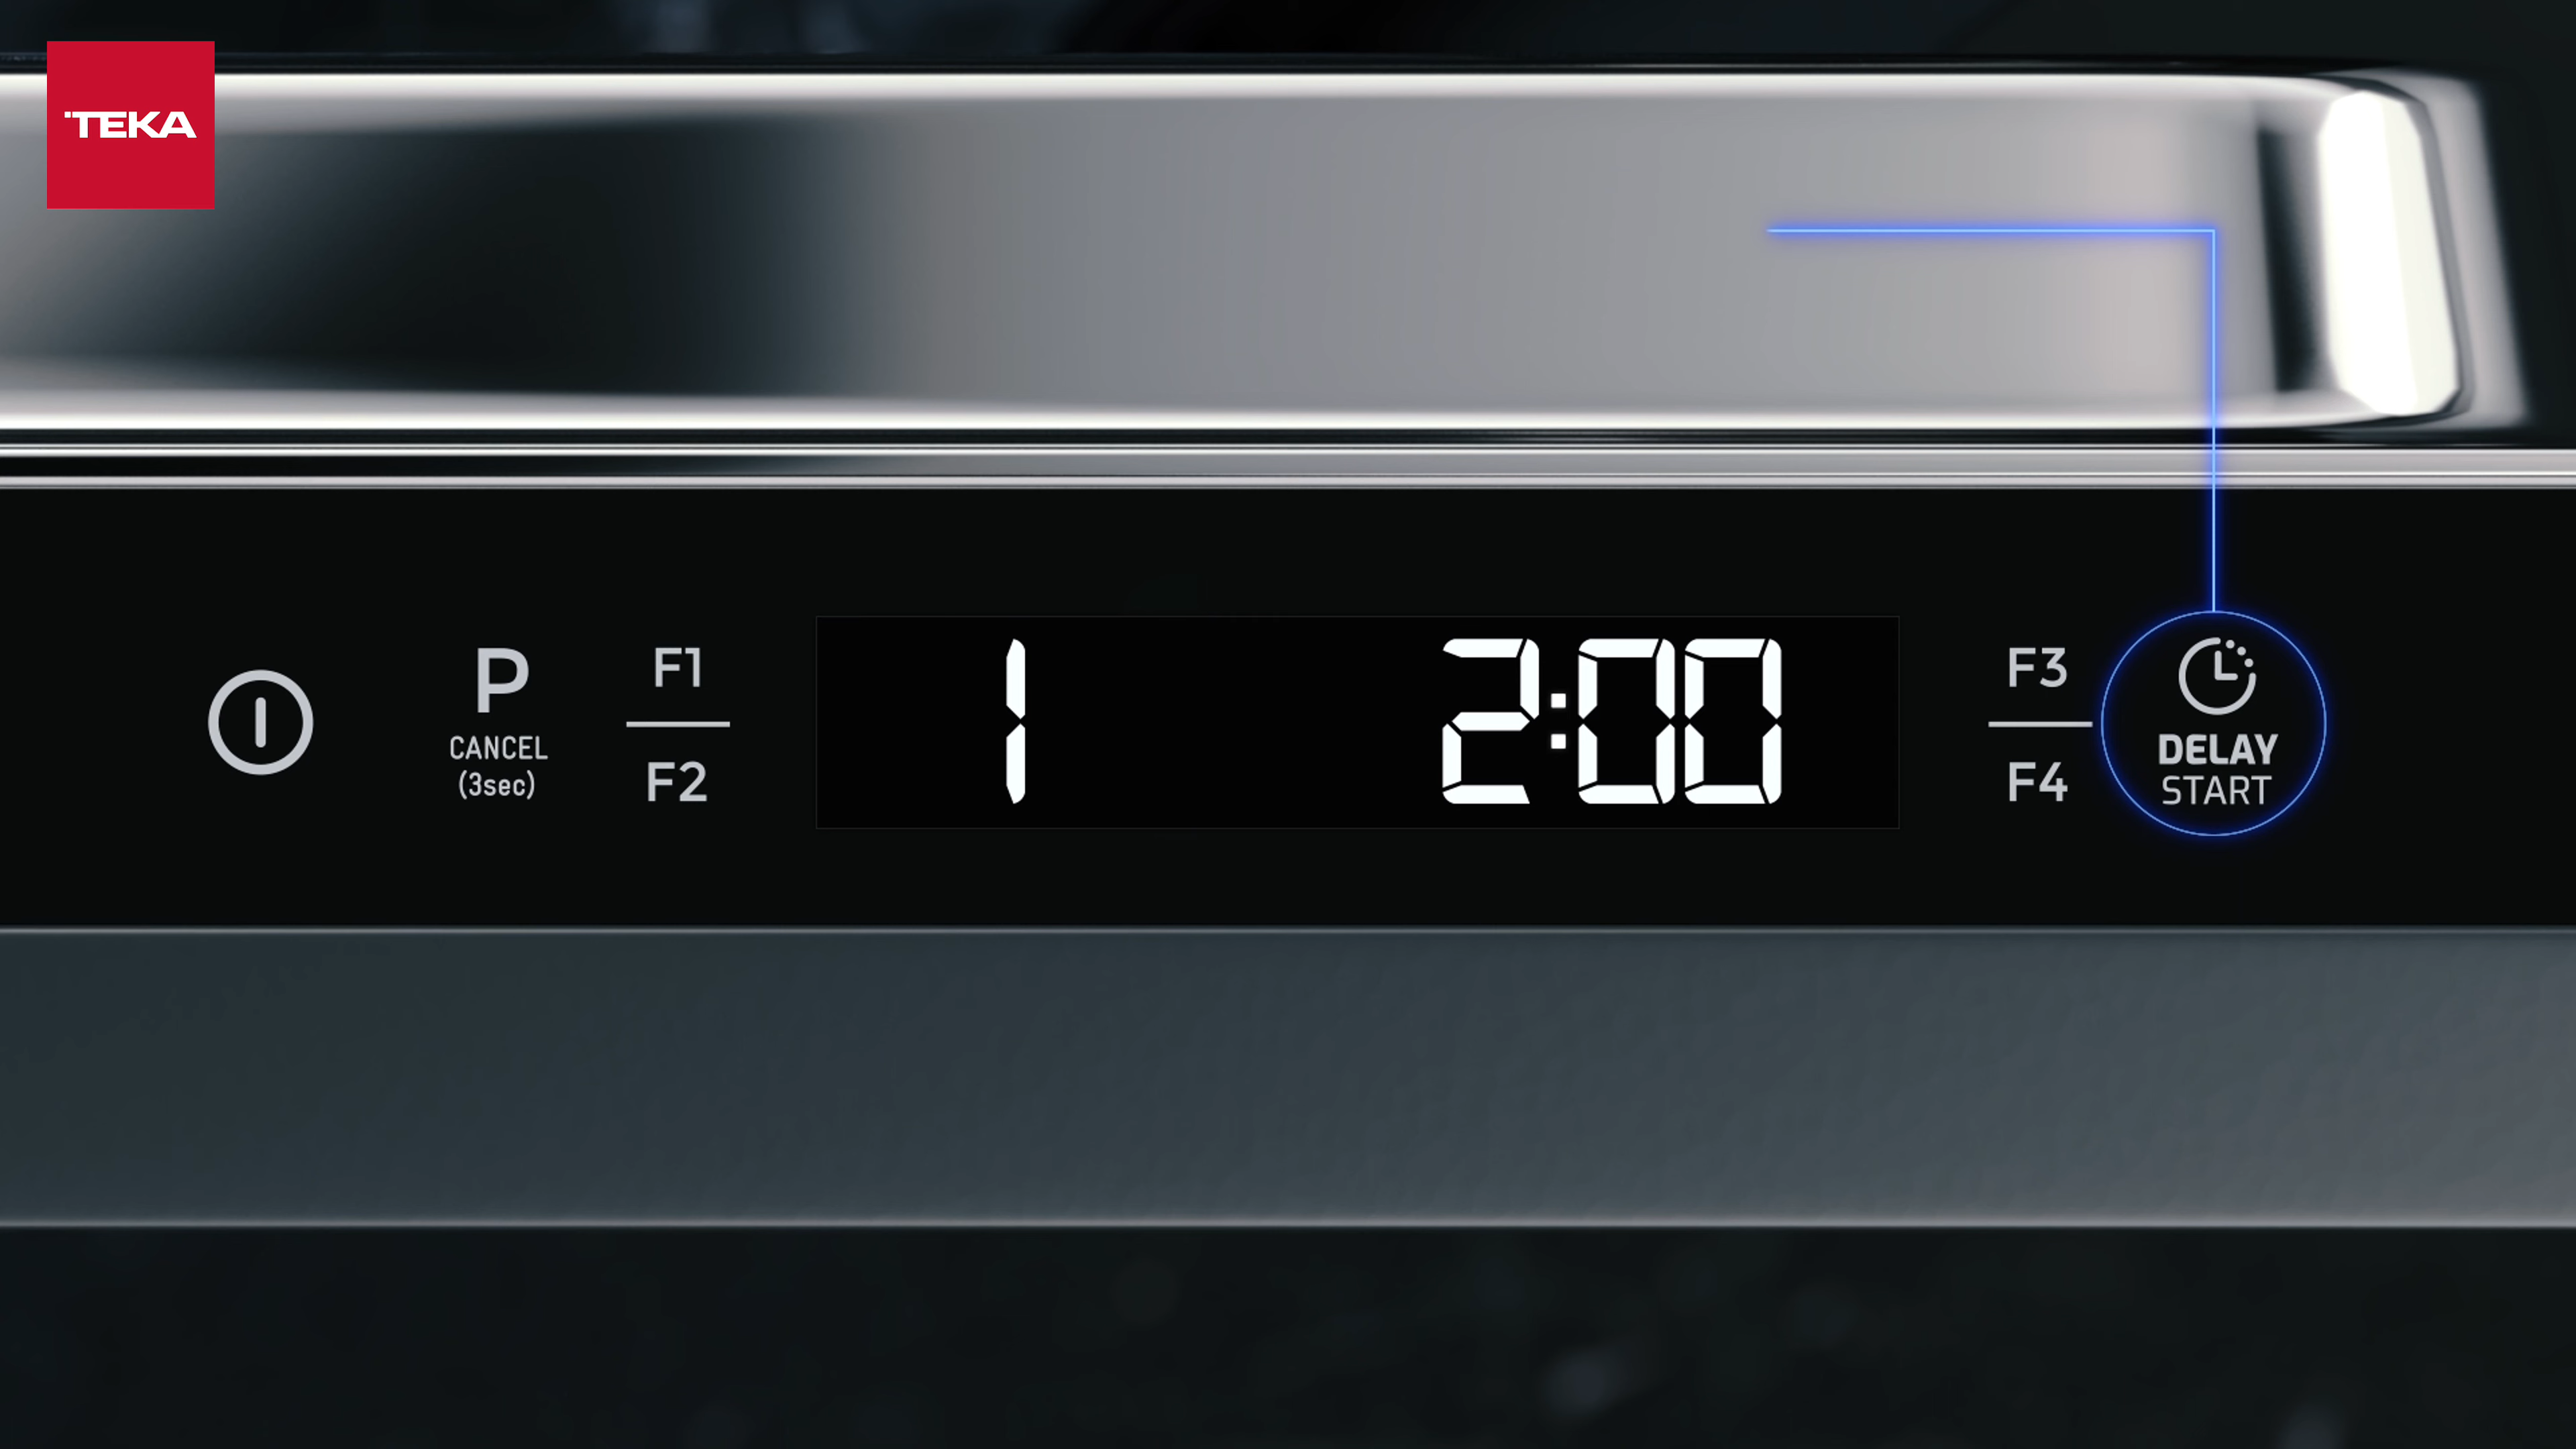 TEKA
P
CANCEL
(3sec)
F1
F2
1
2:00
F3
F4
DELAY
START